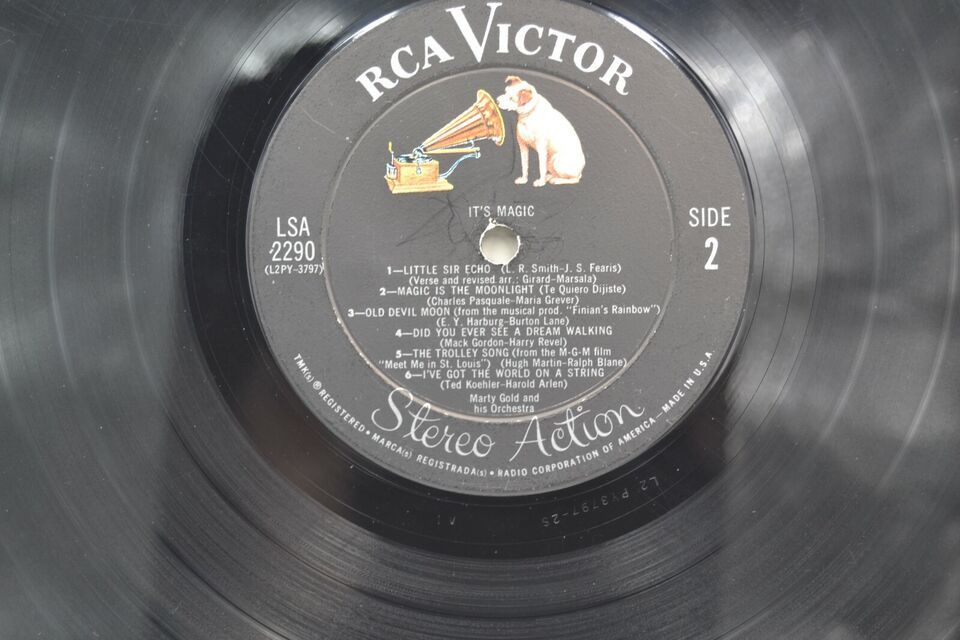 RCA VICTOR
IT'S MAGIC
LSA
2290
(L2PY-3797)
SIDE
2
1—LITTLE SIR ECHO (L. R. Smith-J. S. Fearis)
(Verse and revised arr.: Girard-Marsala)
2—MAGIC IS THE MOONLIGHT (Te Quiero Dijiste)
(Charles Pasquale-Maria Grever)
3—OLD DEVIL MOON (from the musical prod. "Finian's Rainbow")
(E. Y. Harburg-Burton Lane)
4—DID YOU EVER SEE A DREAM WALKING
(Mack Gordon-Harry Revel)
5—THE TROLLEY SONG (from the M-G-M film
"Meet Me in St. Louis") (Hugh Martin-Ralph Blane)
6—I'VE GOT THE WORLD ON A STRING
(Ted Koehler-Harold Arlen)
Marty Gold and
his Orchestra
Stereo Action
TMK(s) ® REGISTERED • MARCA(s) REGISTRADA(s) • RADIO CORPORATION OF AMERICA—MADE IN U.S.A
L2 PY3797-2S
A1